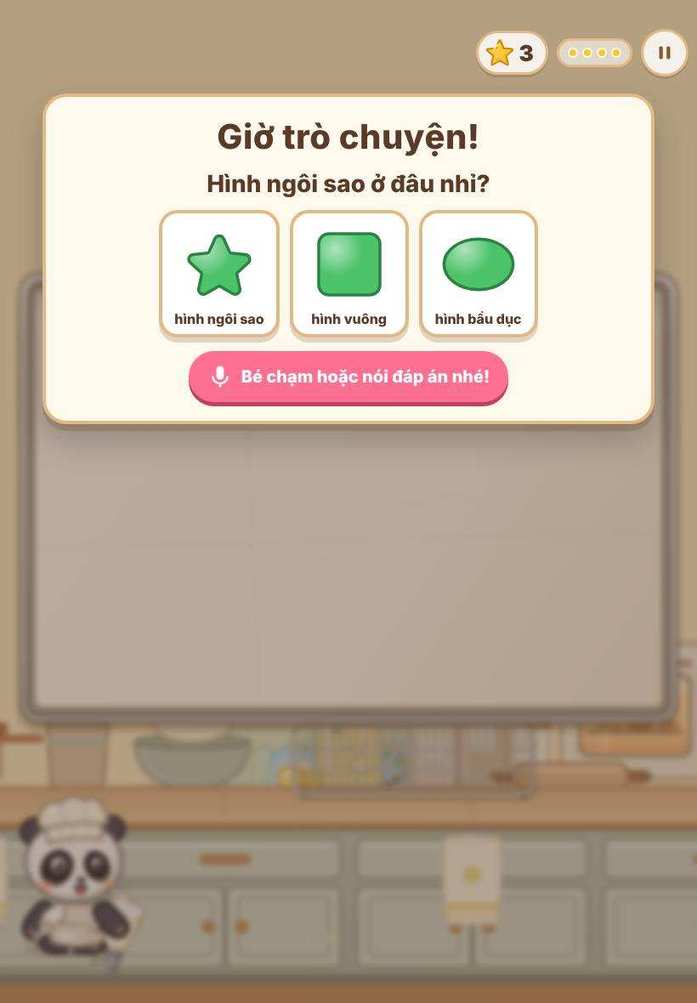 3
Giờ trò chuyện!
Hình ngôi sao ở đâu nhỉ?
hình ngôi sao
hình vuông
hình bầu dục
Bé chạm hoặc nói đáp án nhé!